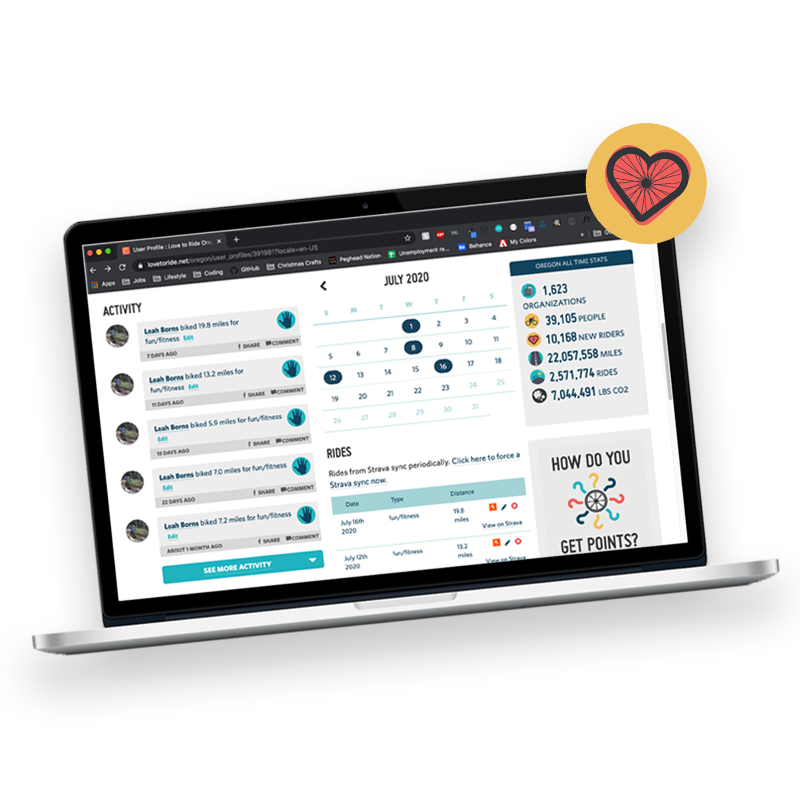 User Profile : Love to Ride Ore
lovetoride.net/oregon/user_profiles/391981?locale=en-US
Apps
Jobs
Lifestyle
Coding
GitHub
Christmas Crafts
Peghead Nation
Unemployment re...
Behance
My Colors
ACTIVITY
Leah Borns biked 19.8 miles for
fun/fitness Edit
7 DAYS AGO
SHARE
COMMENT
Leah Borns biked 13.2 miles for
fun/fitness Edit
11 DAYS AGO
SHARE
COMMENT
Leah Borns biked 5.9 miles for fun/fitness
Edit
15 DAYS AGO
SHARE
COMMENT
Leah Borns biked 7.0 miles for fun/fitness
Edit
22 DAYS AGO
SHARE
COMMENT
Leah Borns biked 7.2 miles for fun/fitness
Edit
ABOUT 1 MONTH AGO
SHARE
COMMENT
SEE MORE ACTIVITY
JULY 2020
S M T W T F S
1 2 3 4
5 6 7 8 9 10 11
12 13 14 15 16 17 18
19 20 21 22 23 24 25
26 27 28 29 30 31
RIDES
Rides from Strava sync periodically. Click here to force a
Strava sync now.
Date Type Distance
July 16th
2020
fun/fitness
19.8
miles
View on Strava
July 12th
2020
fun/fitness
13.2
miles
View on Strava
OREGON ALL TIME STATS
1,623
ORGANIZATIONS
39,105 PEOPLE
10,168 NEW RIDERS
22,057,558 MILES
2,571,774 RIDES
7,044,491 LBS CO2
HOW DO YOU
GET POINTS?